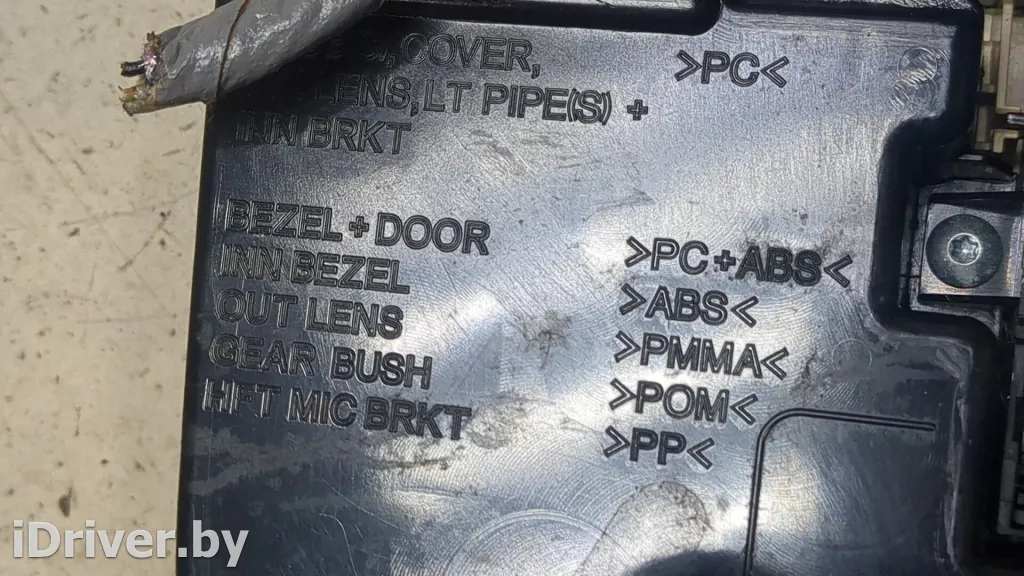 COVER, >PC<
LENS, LT PIPE(S) +
INN BRKT
BEZEL + DOOR >PC+ABS<
INN BEZEL >ABS<
OUT LENS >PMMA<
GEAR BUSH >POM<
HFT MIC BRKT >PP<
iDriver.by